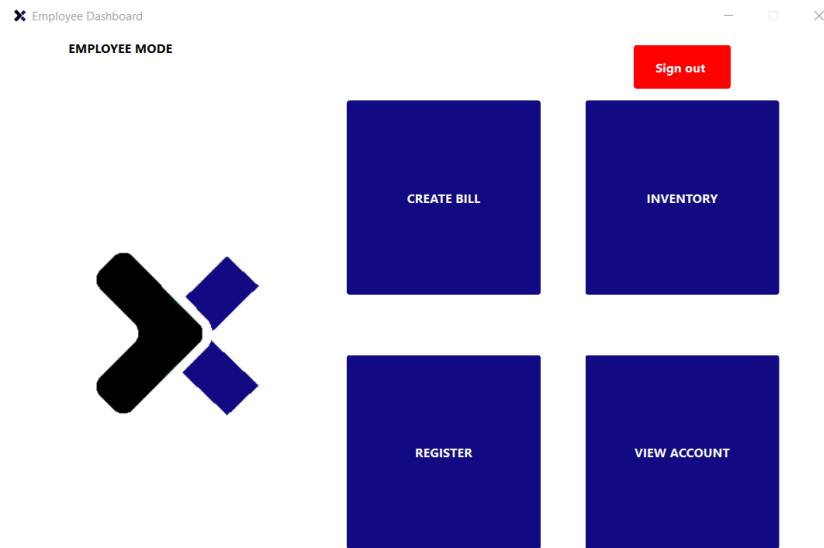 Employee Dashboard
EMPLOYEE MODE
Sign out
CREATE BILL
INVENTORY
REGISTER
VIEW ACCOUNT